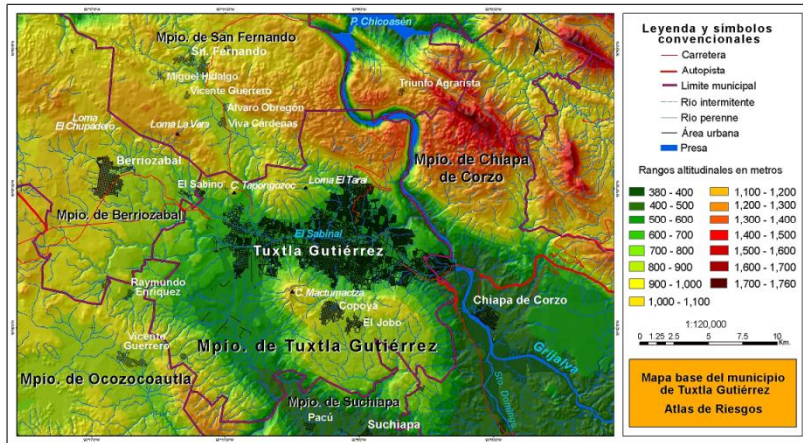 P. Chicoasén
Mpio. de San Fernando
Sn. Fernando
Miguel Hidalgo
Triunfo Agrarista
Vicente Guerrero
Loma
El Chupadero
Loma La Vara
Álvaro Obregón
Viva Cárdenas
Mpio. de Chiapa
de Corzo
Berriozabal
El Sabino
C. Tapongozoc
Loma El Taral
Mpio. de Berriozabal
El Sabinal
Tuxtla Gutiérrez
Raymundo
Enriquez
C. Mactumactza
Copoya
El Jobo
Chiapa de Corzo
Vicente
Guerrero
Mpio. de Tuxtla Gutiérrez
Grijalva
Mpio. de Ocozocoautla
Sto. Domingo
Mpio. de Suchiapa
Pacú
Suchiapa
Leyenda y símbolos
convencionales
Carretera
Autopista
Limite municipal
Rio intermitente
Rio perenne
Área urbana
Presa
Rangos altitudinales en metros
380 - 400
400 - 500
500 - 600
600 - 700
700 - 800
800 - 900
900 - 1,000
1,000 - 1,100
1,100 - 1,200
1,200 - 1,300
1,300 - 1,400
1,400 - 1,500
1,500 - 1,600
1,600 - 1,700
1,700 - 1,760
1:120,000
0 1.25 2.5 5 7.5 10
Km.
Mapa base del municipio
de Tuxtla Gutiérrez
Atlas de Riesgos